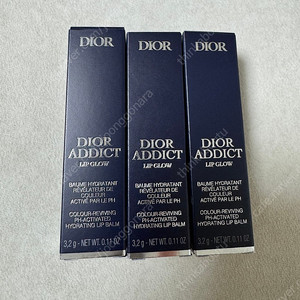 DIOR
DIOR
ADDICT
LIP GLOW
BAUME HYDRATANT
RÉVÉLATEUR DE
COULEUR
ACTIVÉ PAR LE PH
COLOUR-REVIVING
PH-ACTIVATED
HYDRATING LIP BALM
3,2 g - NET WT. 0.11 OZ
DIOR
DIOR
ADDICT
LIP GLOW
BAUME HYDRATANT
RÉVÉLATEUR DE
COULEUR
ACTIVÉ PAR LE PH
COLOUR-REVIVING
PH-ACTIVATED
HYDRATING LIP BALM
3,2 g - NET WT. 0.11 OZ
DIOR
DIOR
ADDICT
LIP GLOW
BAUME HYDRATANT
RÉVÉLATEUR DE
COULEUR
ACTIVÉ PAR LE PH
COLOUR-REVIVING
PH-ACTIVATED
HYDRATING LIP BALM
3,2 g - NET WT. 0.11 OZ